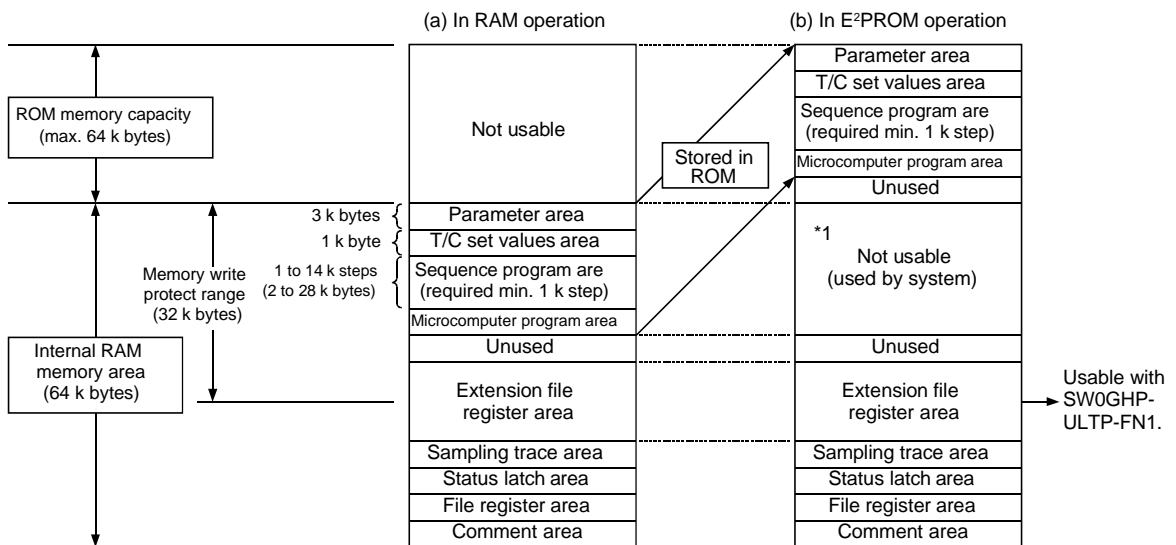 (a) In RAM operation
(b) In E²PROM operation
ROM memory capacity
(max. 64 k bytes)
Internal RAM
memory area
(64 k bytes)
Memory write
protect range
(32 k bytes)
3 k bytes
1 k byte
1 to 14 k steps
(2 to 28 k bytes)
Not usable
Parameter area
T/C set values area
Sequence program are
(required min. 1 k step)
Microcomputer program area
Unused
Extension file
register area
Sampling trace area
Status latch area
File register area
Comment area
Stored in
ROM
Parameter area
T/C set values area
Sequence program are
(required min. 1 k step)
Microcomputer program area
Unused
*1
Not usable
(used by system)
Unused
Extension file
register area
Sampling trace area
Status latch area
File register area
Comment area
Usable with
SW0GHP-
ULTP-FN1.